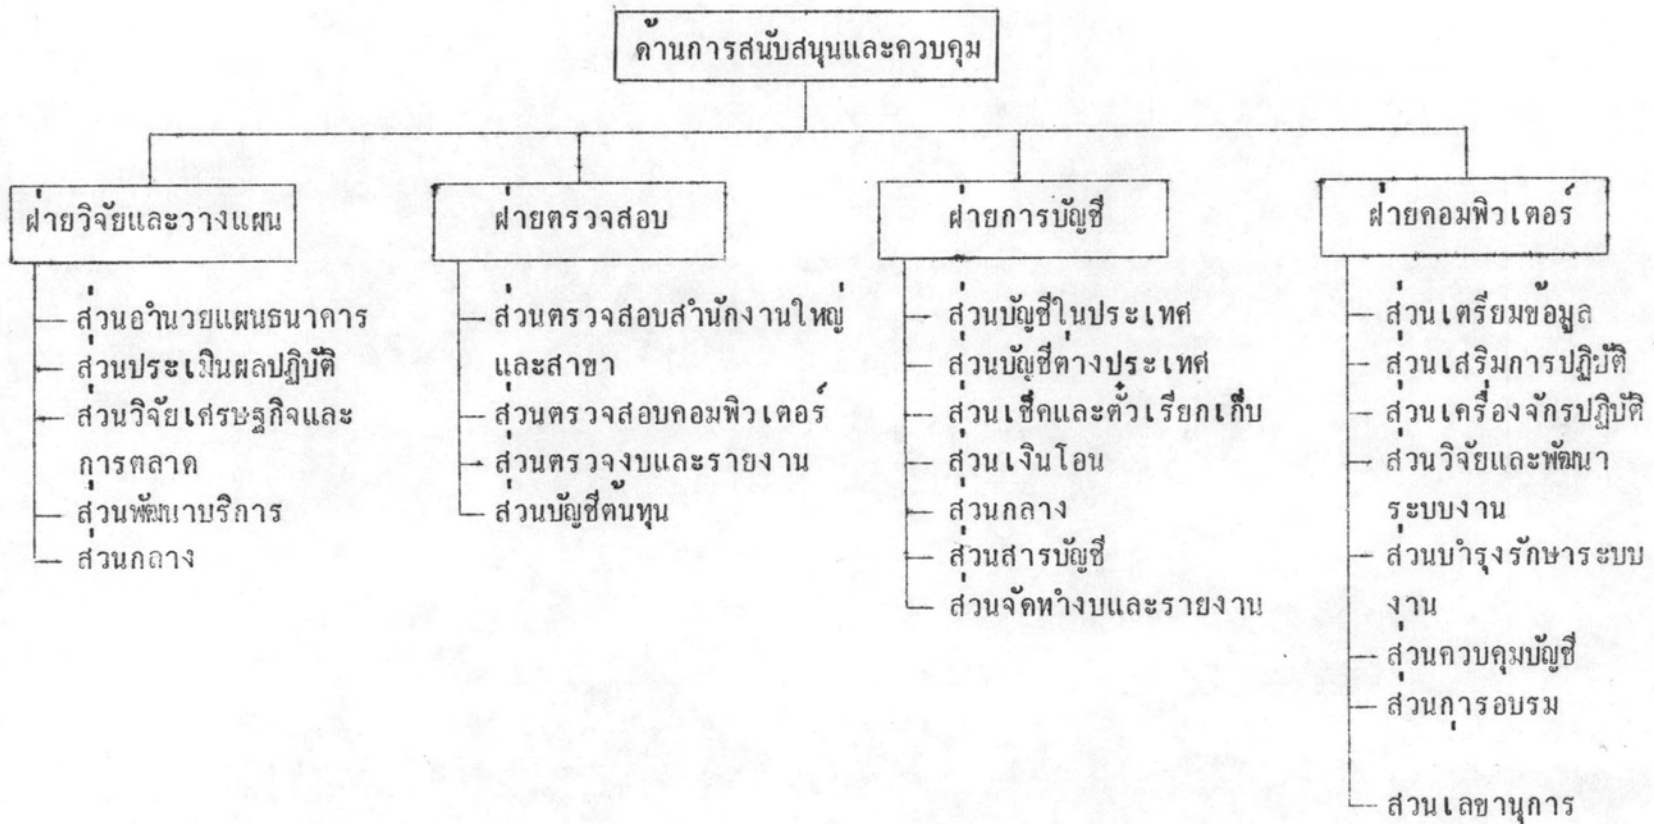 ด้านการสนับสนุนและควบคุม
ฝ่ายวิจัยและวางแผน
ส่วนอำนวยแผนธนาคาร
ส่วนประเมินผลปฏิบัติ
ส่วนวิจัยเศรษฐกิจและ
การตลาด
ส่วนพัฒนาบริการ
ส่วนกลาง
ฝ่ายตรวจสอบ
ส่วนตรวจสอบสำนักงานใหญ่
และสาขา
ส่วนตรวจสอบคอมพิวเตอร์
ส่วนตรวจงบและรายงาน
ส่วนบัญชีต้นทุน
ฝ่ายการบัญชี
ส่วนบัญชีในประเทศ
ส่วนบัญชีต่างประเทศ
ส่วนเช็คและตั๋วเรียกเก็บ
ส่วนเงินโอน
ส่วนกลาง
ส่วนสารบัญชี
ส่วนจัดทำงบและรายงาน
ฝ่ายคอมพิวเตอร์
ส่วนเตรียมข้อมูล
ส่วนเสริมการปฏิบัติ
ส่วนเครื่องจักรปฏิบัติ
ส่วนวิจัยและพัฒนา
ระบบงาน
ส่วนบำรุงรักษาระบบ
งาน
ส่วนควบคุมบัญชี
ส่วนการอบรม
ส่วนเลขานุการ